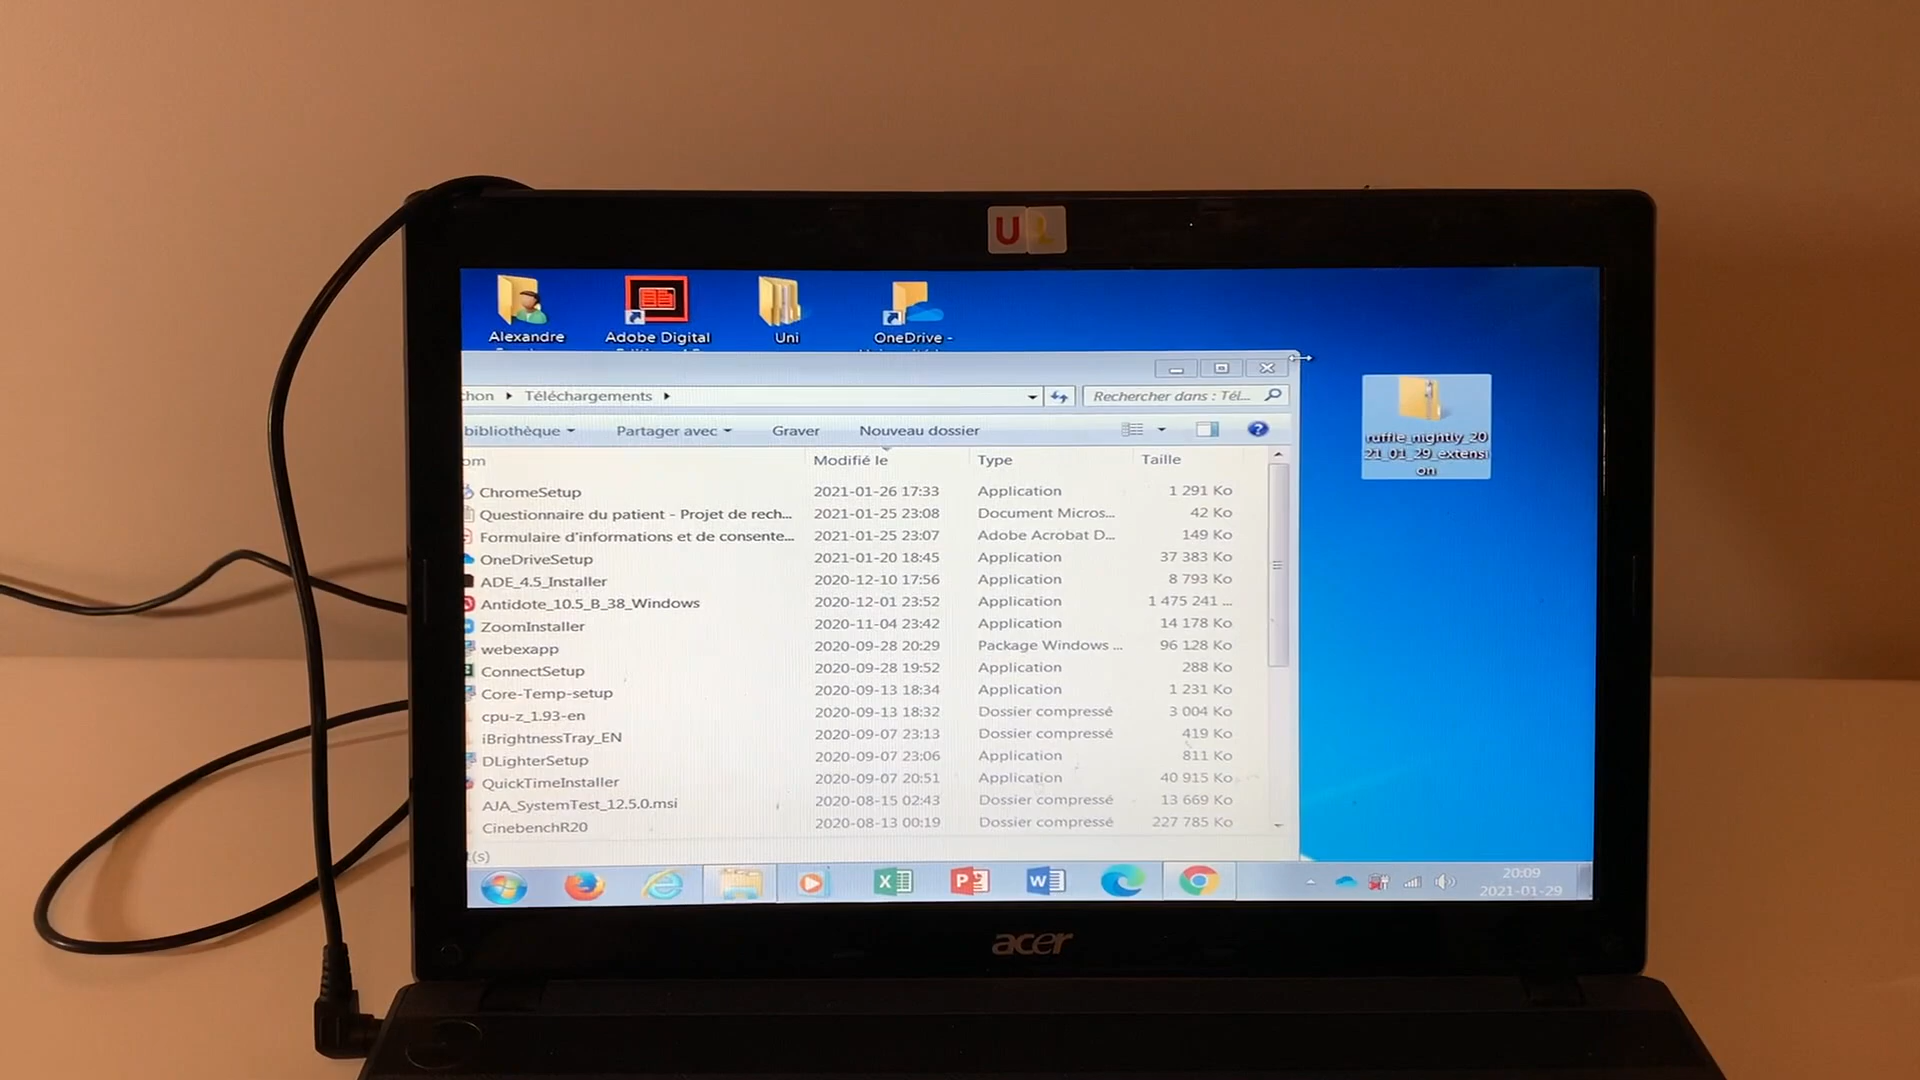 U
Alexandre
Adobe Digital
Uni
OneDrive -
Téléchargements
Rechercher dans : Tél...
bibliothèque
Partager avec
Graver
Nouveau dossier
ruffle_nightly_20
21_01_29_extensi
on
om
Modifié le
Type
Taille
ChromeSetup 2021-01-26 17:33 Application 1 291 Ko
Questionnaire du patient - Projet de rech... 2021-01-25 23:08 Document Micros... 42 Ko
Formulaire d'informations et de consente... 2021-01-25 23:07 Adobe Acrobat D... 149 Ko
OneDriveSetup 2021-01-20 18:45 Application 37 383 Ko
ADE_4.5_Installer 2020-12-10 17:56 Application 8 793 Ko
Antidote_10.5_B_38_Windows 2020-12-01 23:52 Application 1 475 241 ...
ZoomInstaller 2020-11-04 23:42 Application 14 178 Ko
webexapp 2020-09-28 20:29 Package Windows ... 96 128 Ko
ConnectSetup 2020-09-28 19:52 Application 288 Ko
Core-Temp-setup 2020-09-13 18:34 Application 1 231 Ko
cpu-z_1.93-en 2020-09-13 18:32 Dossier compressé 3 004 Ko
iBrightnessTray_EN 2020-09-07 23:13 Dossier compressé 419 Ko
DLighterSetup 2020-09-07 23:06 Application 811 Ko
QuickTimeInstaller 2020-09-07 20:51 Application 40 915 Ko
AJA_SystemTest_12.5.0.msi 2020-08-15 02:43 Dossier compressé 13 669 Ko
CinebenchR20 2020-08-13 00:19 Dossier compressé 227 785 Ko
t(s)
20:09
2021-01-29
acer